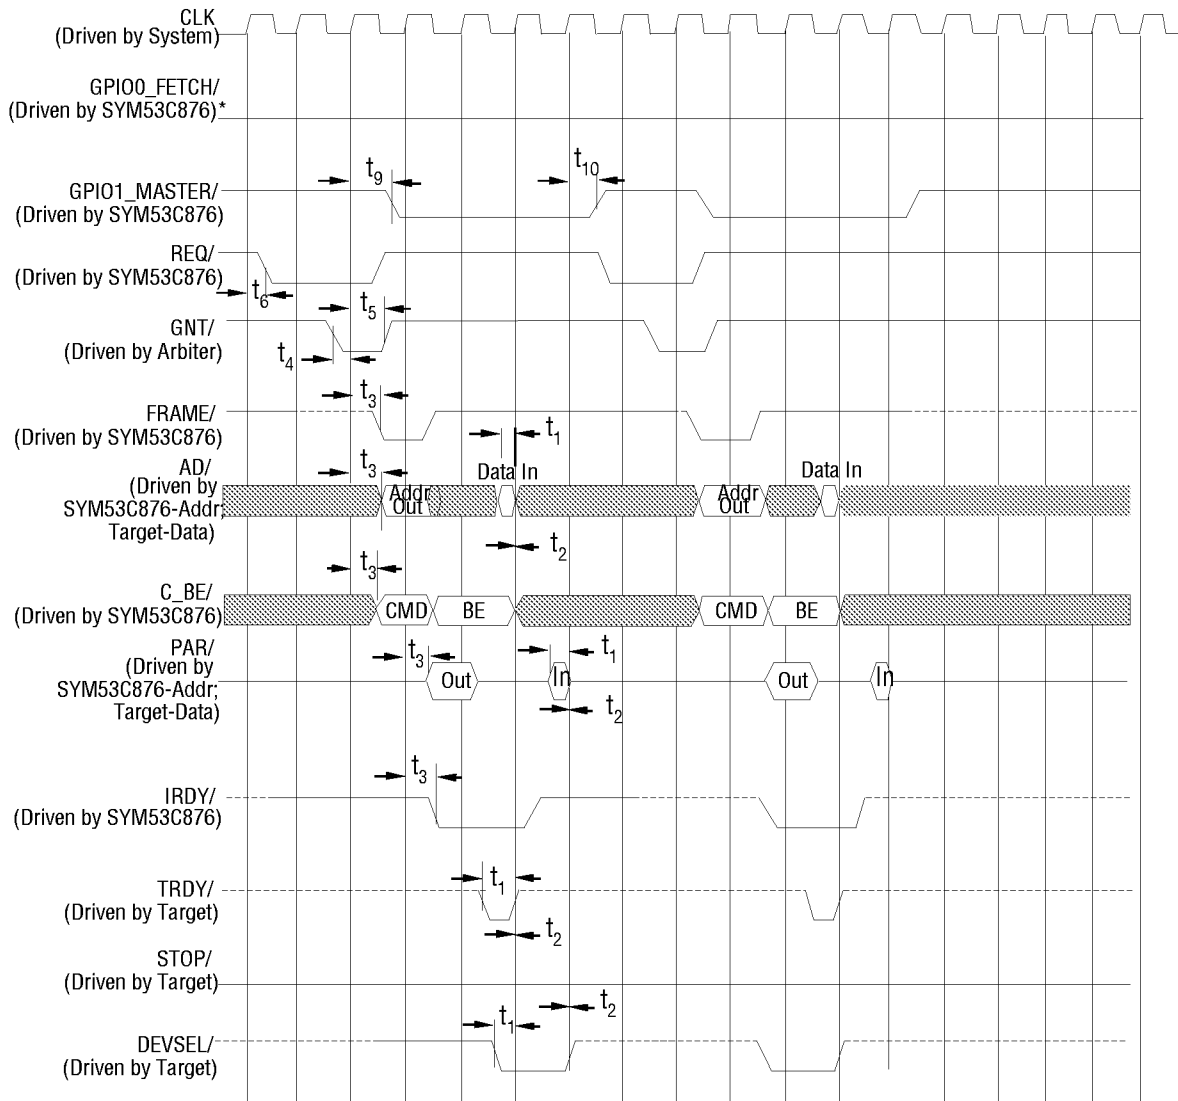 CLK
(Driven by System)
GPIO0_FETCH/
(Driven by SYM53C876)*
t9
t10
GPIO1_MASTER/
(Driven by SYM53C876)
REQ/
(Driven by SYM53C876)
t6
t5
GNT/
(Driven by Arbiter)
t4
t3
FRAME/
(Driven by SYM53C876)
t1
t3
AD/
(Driven by
SYM53C876-Addr;
Target-Data)
Data In
Data In
Addr
Out
Addr
Out
t2
t3
C_BE/
(Driven by SYM53C876)
CMD
BE
CMD
BE
PAR/
(Driven by
SYM53C876-Addr;
Target-Data)
t3
t1
Out
In
Out
In
t2
t3
IRDY/
(Driven by SYM53C876)
t1
TRDY/
(Driven by Target)
t2
STOP/
(Driven by Target)
t2
t1
DEVSEL/
(Driven by Target)